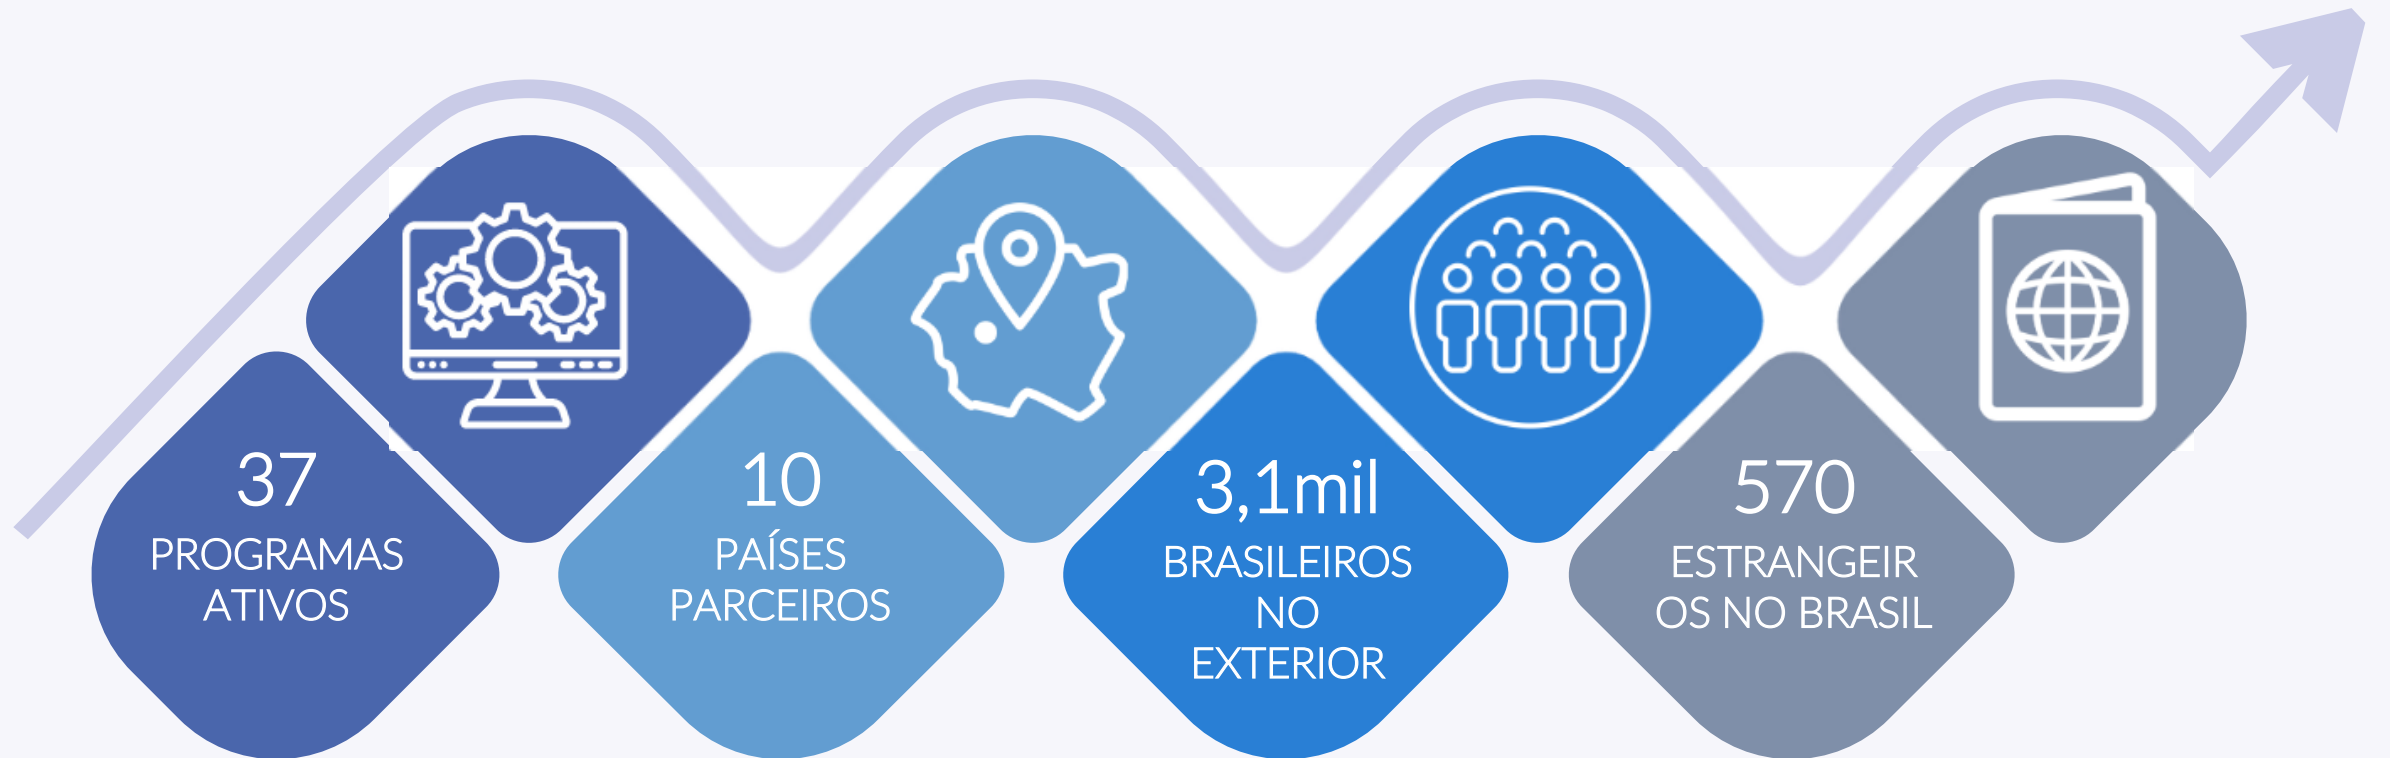 37
PROGRAMAS
ATIVOS
10
PAÍSES
PARCEIROS
3,1mil
BRASILEIROS
NO
EXTERIOR
570
ESTRANGEIR
OS NO BRASIL